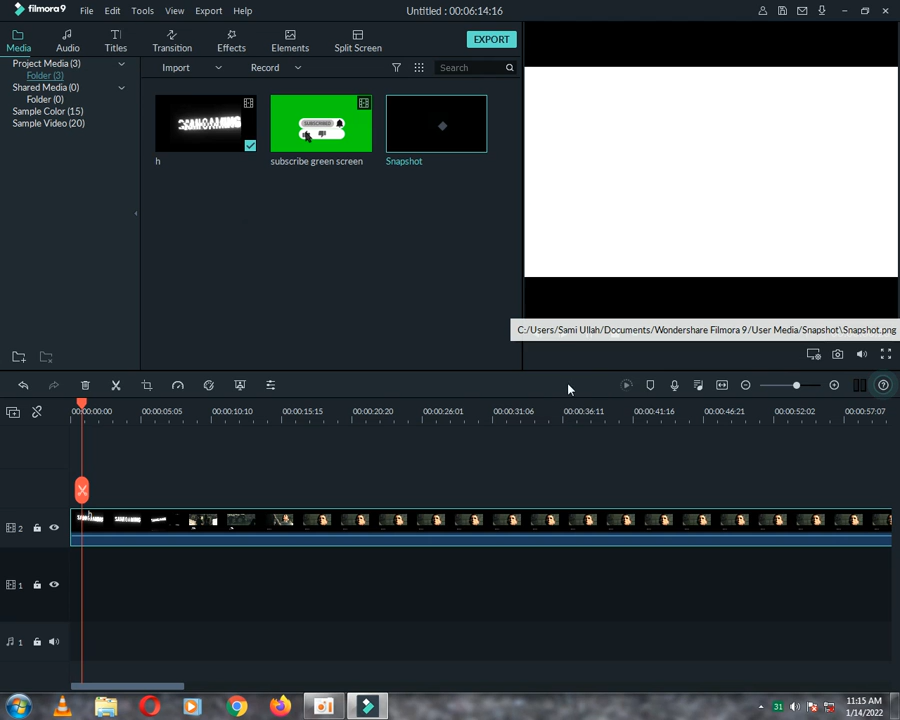 filmora9 File Edit Tools View Export Help Untitled : 00:06:14:16
Media Audio Titles Transition Effects Elements Split Screen EXPORT
Project Media (3)
Folder (3)
Shared Media (0)
Folder (0)
Sample Color (15)
Sample Video (20)
Import Record Search
SUBSCRIBED
h subscribe green screen Snapshot
C:/Users/Sami Ullah/Documents/Wondershare Filmora 9/User Media/Snapshot\Snapshot.png
00:00:00:00 00:00:05:05 00:00:10:10 00:00:15:15 00:00:20:20 00:00:26:01 00:00:31:06 00:00:36:11 00:00:41:16 00:00:46:21 00:00:52:02 00:00:57:07
2
1
1
31 11:15 AM
1/14/2022